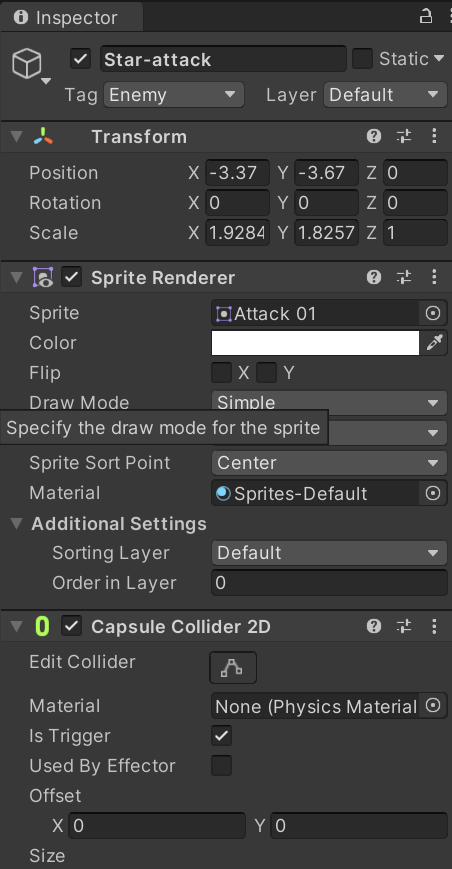 Inspector
Star-attack Static
Tag Enemy Layer Default
Transform
Position X -3.37 Y -3.67 Z 0
Rotation X 0 Y 0 Z 0
Scale X 1.9284 Y 1.8257 Z 1
Sprite Renderer
Sprite Attack 01
Color
Flip X Y
Draw Mode Simple
Specify the draw mode for the sprite
Sprite Sort Point Center
Material Sprites-Default
Additional Settings
Sorting Layer Default
Order in Layer 0
Capsule Collider 2D
Edit Collider
Material None (Physics Material
Is Trigger
Used By Effector
Offset
X 0 Y 0
Size